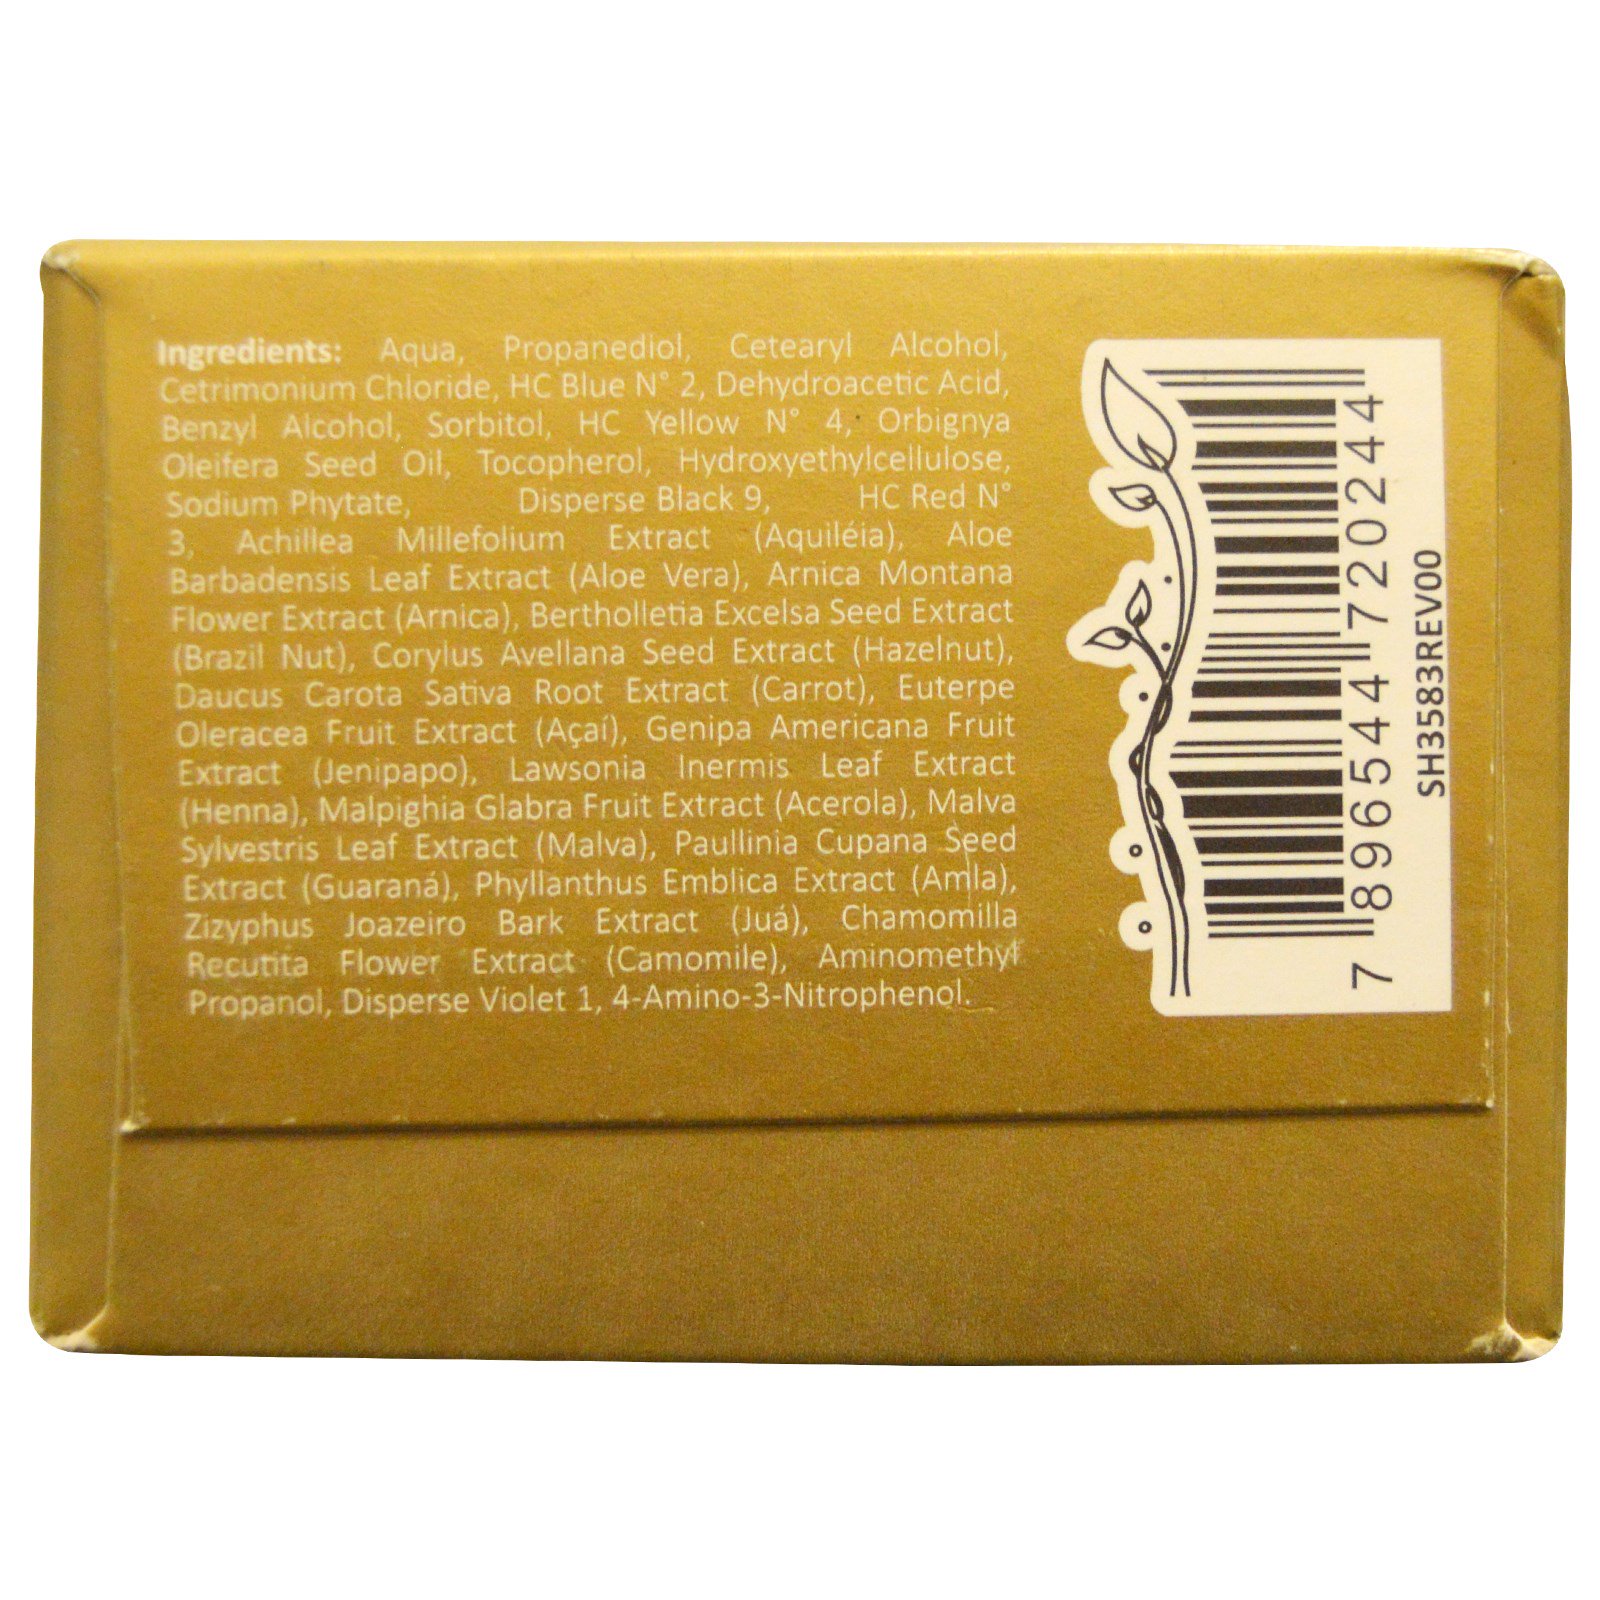 Ingredients: Aqua, Propanediol, Cetearyl Alcohol,
Cetrimonium Chloride, HC Blue N° 2, Dehydroacetic Acid,
Benzyl Alcohol, Sorbitol, HC Yellow N° 4, Orbignya
Oleifera Seed Oil, Tocopherol, Hydroxyethylcellulose,
Sodium Phytate, Disperse Black 9, HC Red N°
3, Achillea Millefolium Extract (Aquiléia), Aloe
Barbadensis Leaf Extract (Aloe Vera), Arnica Montana
Flower Extract (Arnica), Bertholletia Excelsa Seed Extract
(Brazil Nut), Corylus Avellana Seed Extract (Hazelnut),
Daucus Carota Sativa Root Extract (Carrot), Euterpe
Oleracea Fruit Extract (Açaí), Genipa Americana Fruit
Extract (Jenipapo), Lawsonia Inermis Leaf Extract
(Henna), Malpighia Glabra Fruit Extract (Acerola), Malva
Sylvestris Leaf Extract (Malva), Paullinia Cupana Seed
Extract (Guaraná), Phyllanthus Emblica Extract (Amla),
Zizyphus Joazeiro Bark Extract (Juá), Chamomilla
Recutita Flower Extract (Camomile), Aminomethyl
Propanol, Disperse Violet 1, 4-Amino-3-Nitrophenol.
7 896544 720244
SH3583REV00